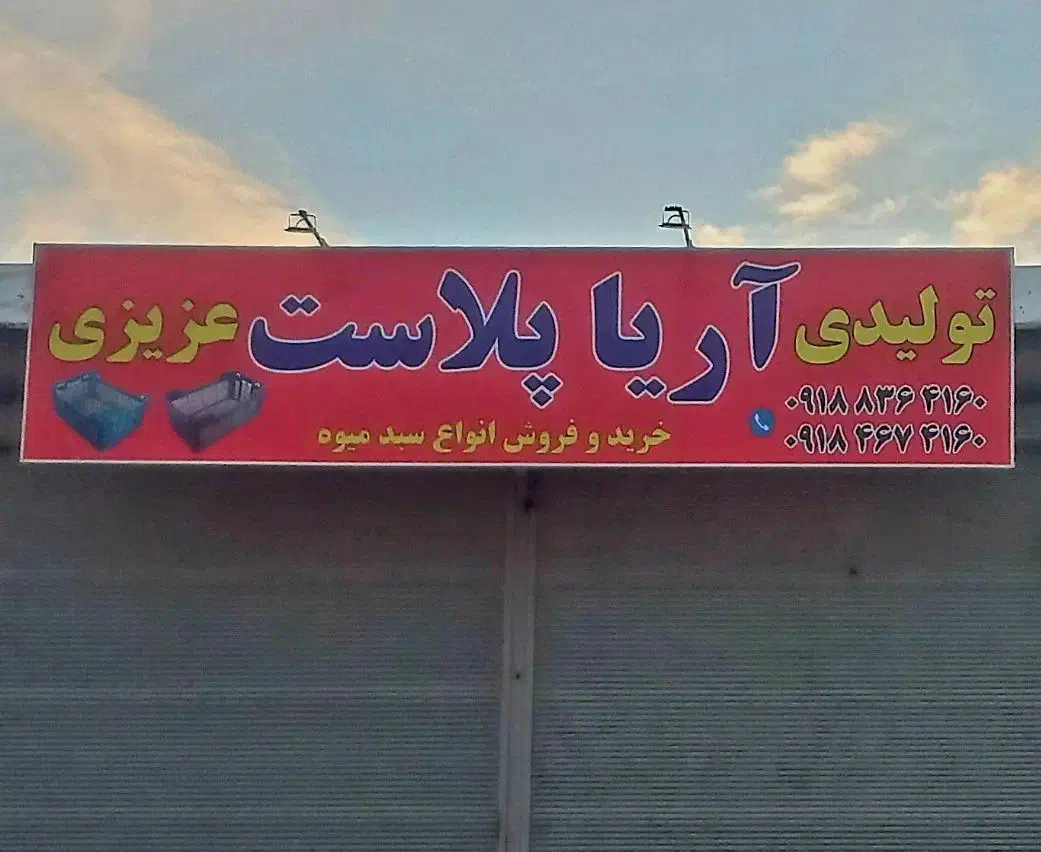 تولیدی آریا پلاست عزیزی
۰۹۱۸ ۸۳۶ ۴۱۶۰
۰۹۱۸ ۴۶۷ ۴۱۶۰
خرید و فروش انواع سبد میوه